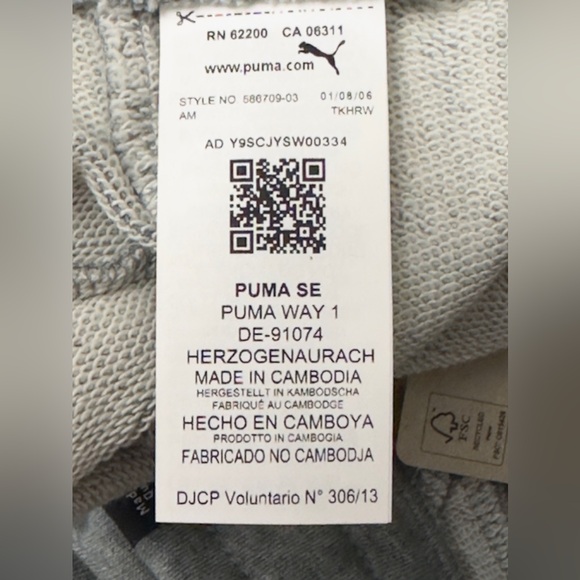 RN 62200 CA 06311
www.puma.com
STYLE NO. 586709-03 01/08/06
AM TKHRW
AD Y9SCJYSW00334
PUMA SE
PUMA WAY 1
DE-91074
HERZOGENAURACH
MADE IN CAMBODIA
HERGESTELLT IN KAMBODSCHA
FABRIQUÉ AU CAMBODGE
HECHO EN CAMBOYA
PRODOTTO IN CAMBOGIA
FABRICADO NO CAMBODJA
DJCP Voluntario N° 306/13
FSC
RECYCLED